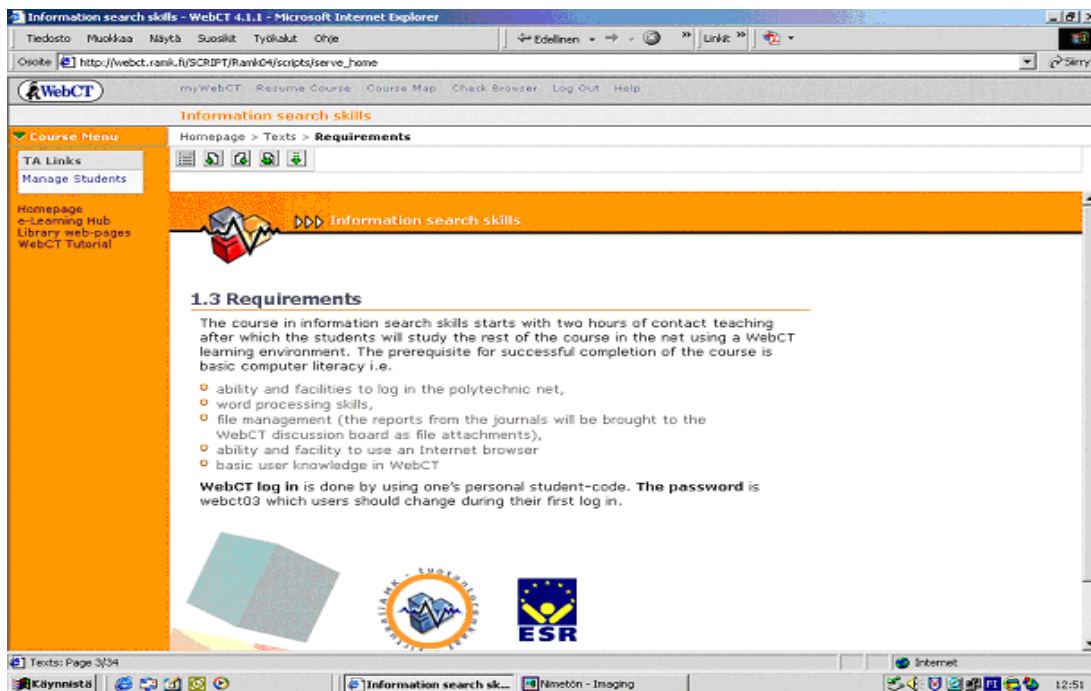 Information search skills - WebCT 4.1.1 - Microsoft Internet Explorer
Tiedosto Muokkaa Näytä Suosikit Työkalut Ohje
Edellinen
Linkit
Osoite http://webct.ramk.fi/SCRIPT/Ramk04/scripts/serve_home
Siirry
WebCT
myWebCT Resume Course Course Map Check Browser Log Out Help
Information search skills
Course Menu
Homepage > Texts > Requirements
TA Links
Manage Students
Homepage
e-Learning Hub
Library web-pages
WebCT Tutorial
Information search skills
1.3 Requirements
The course in information search skills starts with two hours of contact teaching
after which the students will study the rest of the course in the net using a WebCT
learning environment. The prerequisite for successful completion of the course is
basic computer literacy i.e.
ability and facilities to log in the polytechnic net,
word processing skills,
file management (the reports from the journals will be brought to the
WebCT discussion board as file attachments),
ability and facility to use an Internet browser
basic user knowledge in WebCT
WebCT log in is done by using one's personal student-code. The password is
webct03 which users should change during their first log in.
ESR
Texts: Page 3/34
Internet
Käynnistä
Information search sk...
Nimetön - Imaging
FI
12:51